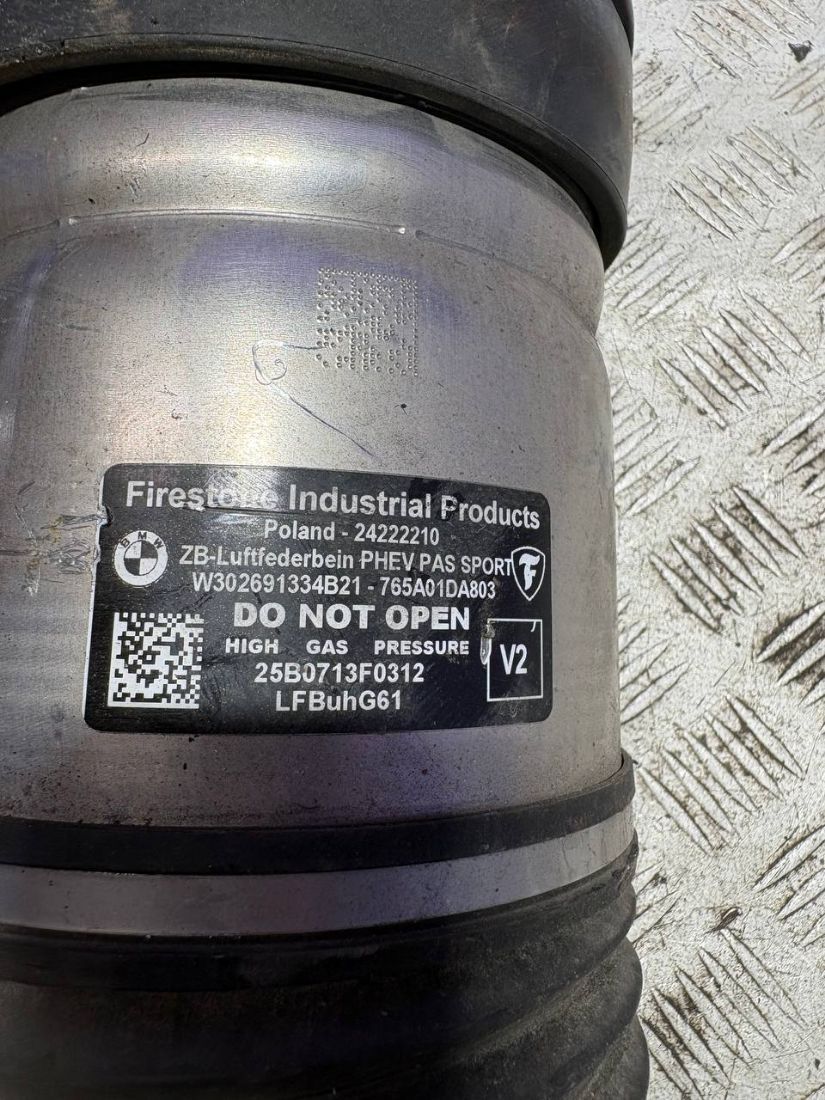 Firestone Industrial Products
Poland - 24222210
BMW
ZB-Luftfederbein PHEV PAS SPORT
F
W302691334B21 - 765A01DA803
DO NOT OPEN
HIGH GAS PRESSURE
V2
25B0713F0312
LFBuhG61